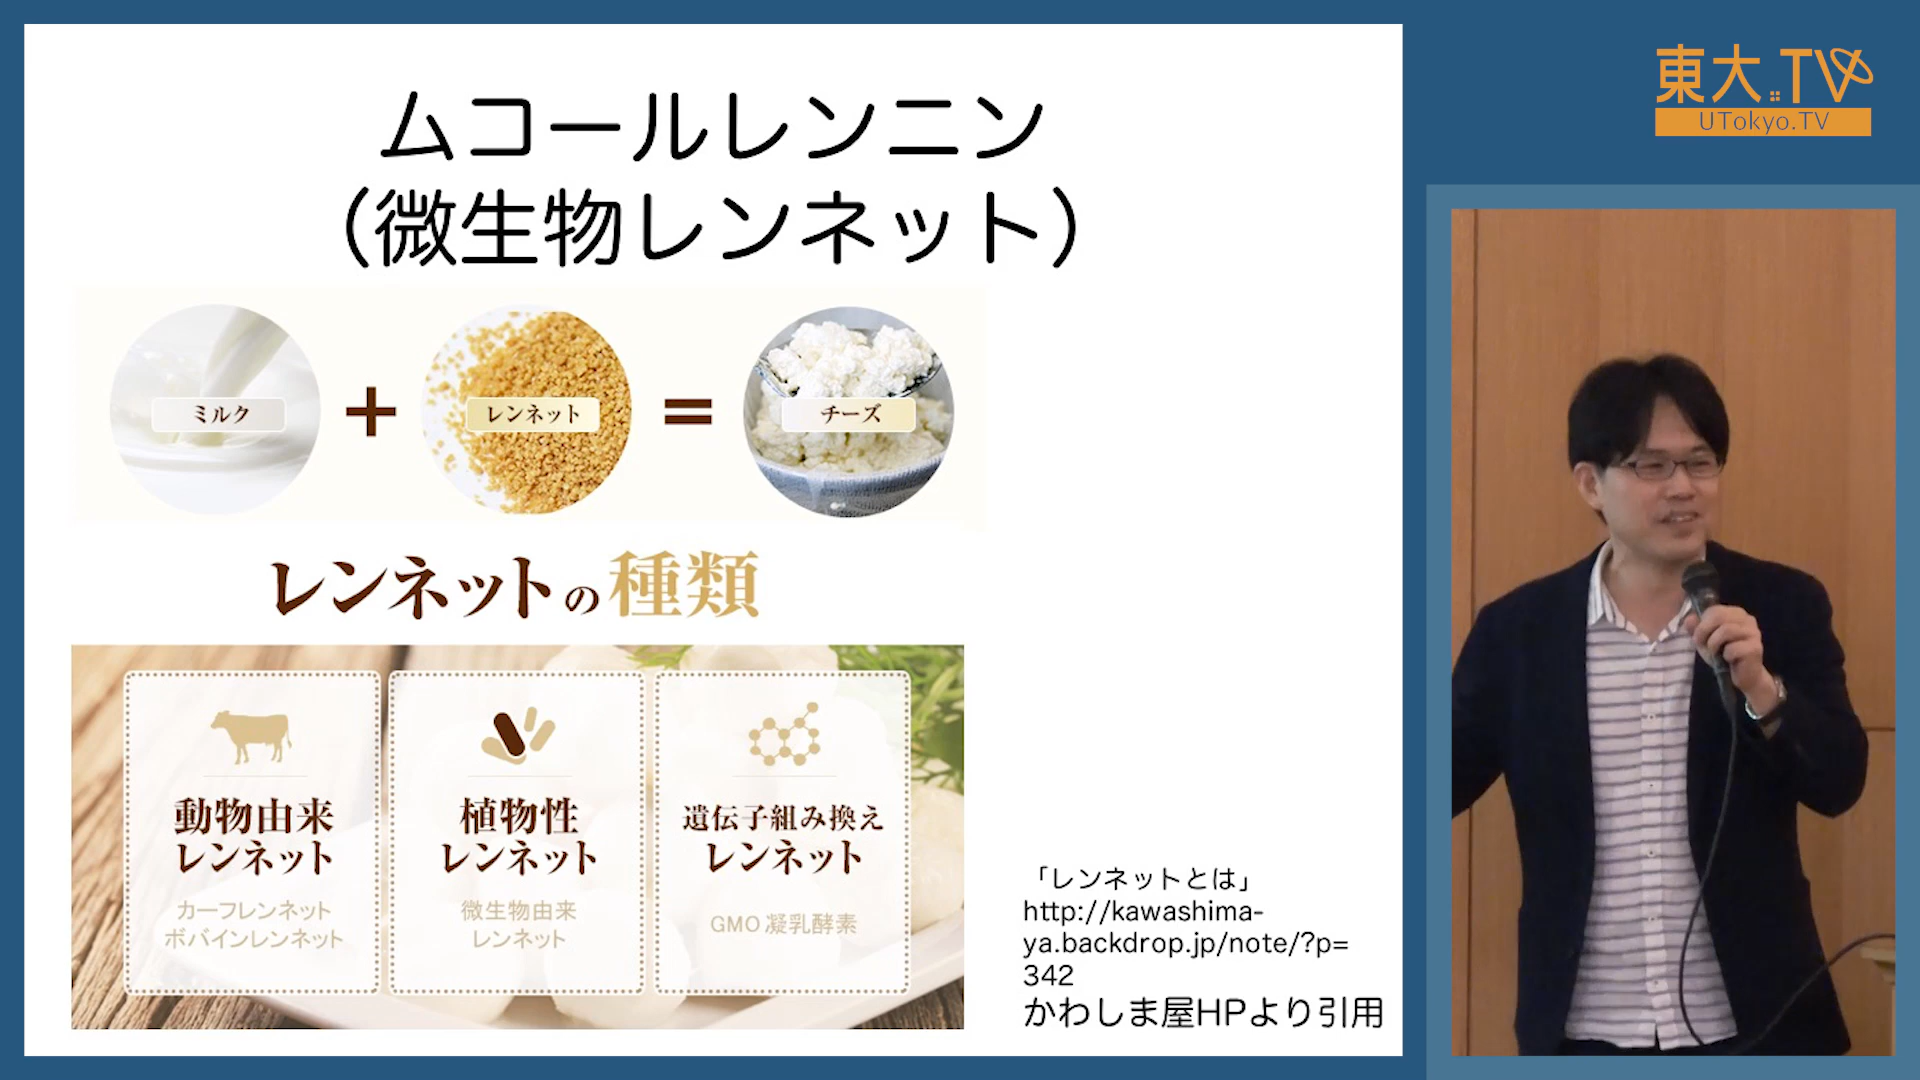 東大TV
UTokyo.TV
ムコールレンニン
（微生物レンネット）
ミルク
+
レンネット
=
チーズ
レンネットの種類
動物由来
レンネット
カーフレンネット
ボバインレンネット
植物性
レンネット
微生物由来
レンネット
遺伝子組み換え
レンネット
GMO 凝乳酵素
「レンネットとは」
http://kawashima-
ya.backdrop.jp/note/?p=
342
かわしま屋HPより引用